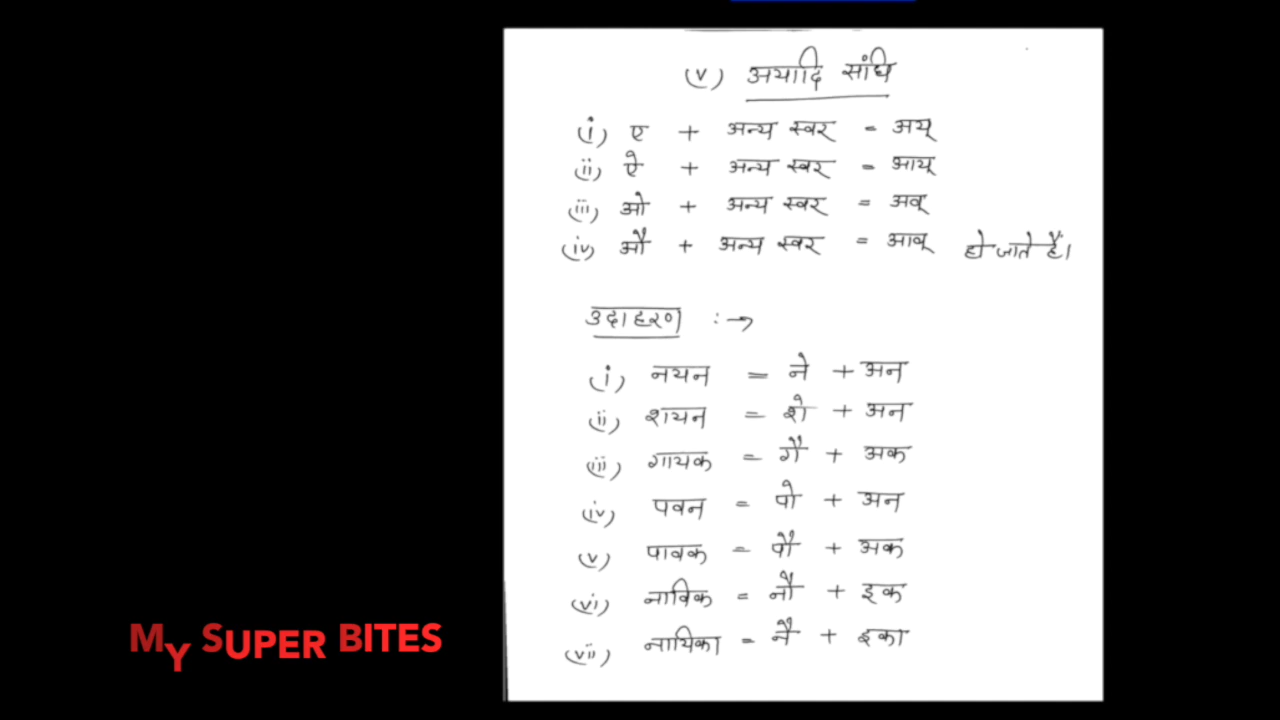 (v) अयादि संधि
(i) ए + अन्य स्वर = अय्
(ii) ऐ + अन्य स्वर = आय्
(iii) ओ + अन्य स्वर = अव्
(iv) औ + अन्य स्वर = आव् हो जाते हैं।
उदाहरण :→
(i) नयन = ने + अन
(ii) शयन = शे + अन
(iii) गायक = गै + अक
(iv) पवन = पो + अन
(v) पावक = पौ + अक
(vi) नाविक = नौ + इक
(vii) नायिका = नै + इका
MY SUPER BITES